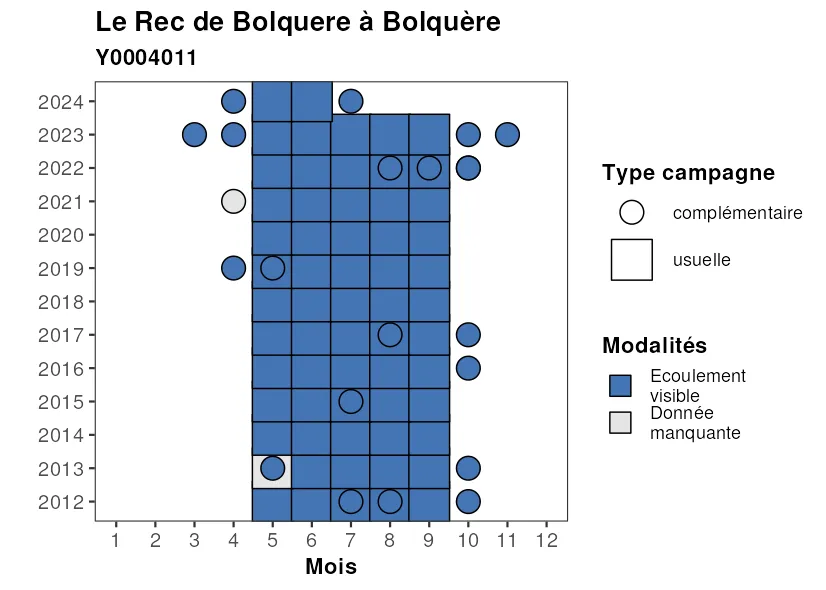 Le Rec de Bolquere à Bolquère
Y0004011
2024
2023
2022
2021
2020
2019
2018
2017
2016
2015
2014
2013
2012
1 2 3 4 5 6 7 8 9 10 11 12
Mois
Type campagne
complémentaire
usuelle
Modalités
Ecoulement
visible
Donnée
manquante